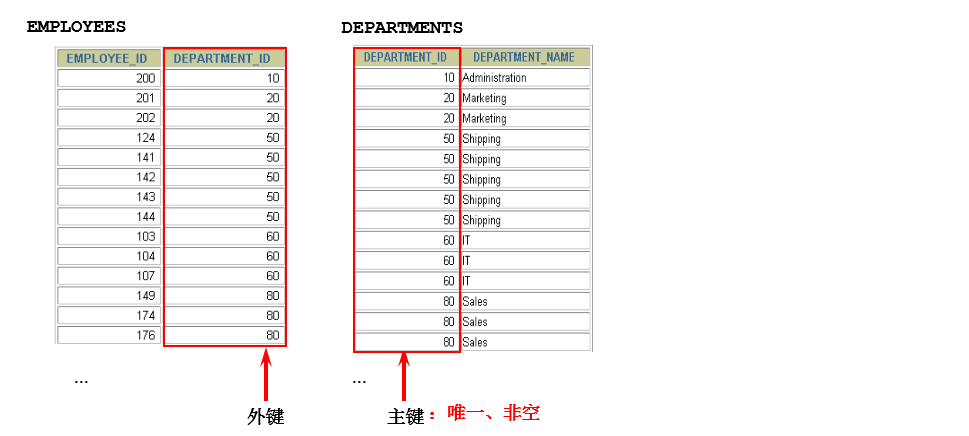 EMPLOYEES
EMPLOYEE_ID DEPARTMENT_ID
200 10
201 20
202 20
124 50
141 50
142 50
143 50
144 50
103 60
104 60
107 60
149 80
174 80
176 80
...
外键
DEPARTMENTS
DEPARTMENT_ID DEPARTMENT_NAME
10 Administration
20 Marketing
20 Marketing
50 Shipping
50 Shipping
50 Shipping
50 Shipping
50 Shipping
60 IT
60 IT
60 IT
80 Sales
80 Sales
80 Sales
...
主键：唯一、非空